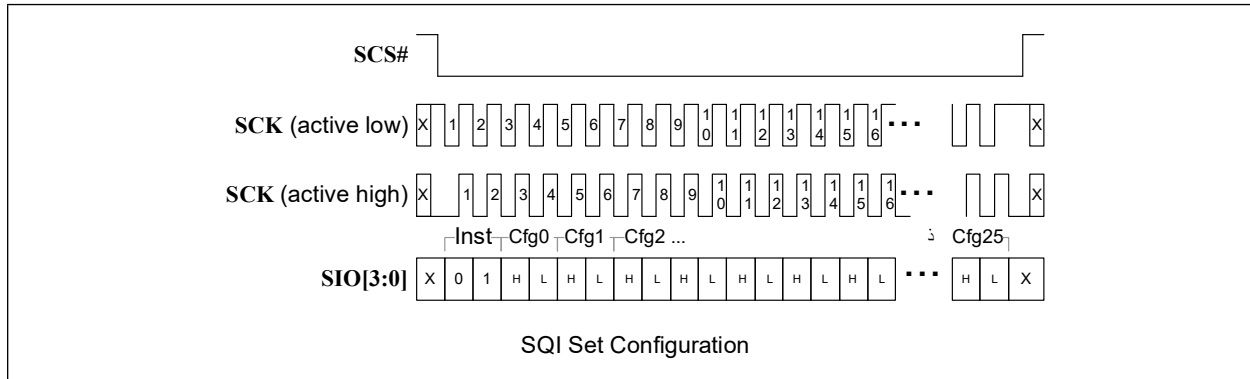 SCS#
SCK (active low) X 1 2 3 4 5 6 7 8 9 10 11 12 13 14 15 16 ... X
SCK (active high) X 1 2 3 4 5 6 7 8 9 10 11 12 13 14 15 16 ... X
Inst Cfg0 Cfg1 Cfg2 ... ذ Cfg25
SIO[3:0] X 0 1 H L H L H L H L H L H L H L ... H L X
SQI Set Configuration